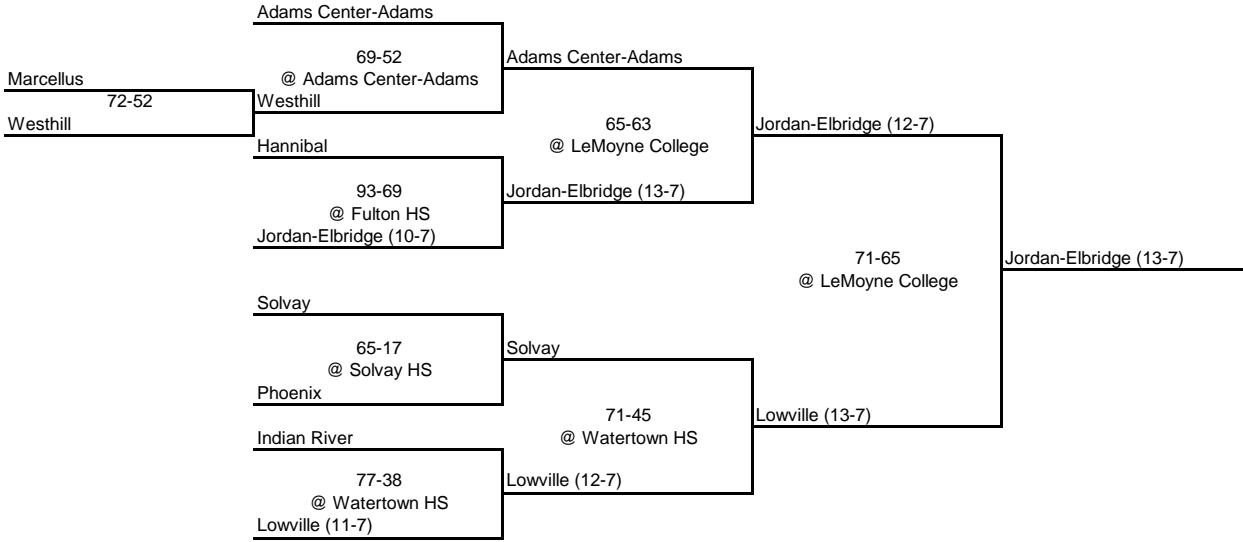 Adams Center-Adams
69-52
@ Adams Center-Adams
Adams Center-Adams
Marcellus
72-52
Westhill
Westhill
65-63
@ LeMoyne College
Jordan-Elbridge (12-7)
Hannibal
93-69
@ Fulton HS
Jordan-Elbridge (13-7)
Jordan-Elbridge (10-7)
71-65
@ LeMoyne College
Jordan-Elbridge (13-7)
Solvay
65-17
@ Solvay HS
Solvay
Phoenix
71-45
@ Watertown HS
Lowville (13-7)
Indian River
77-38
@ Watertown HS
Lowville (12-7)
Lowville (11-7)